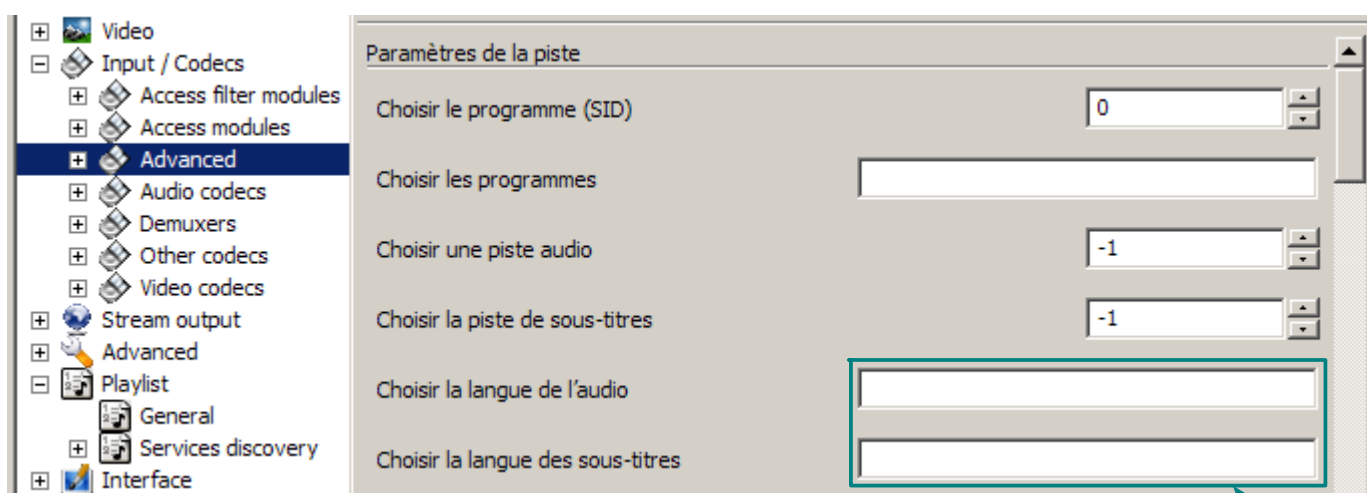 Video
Input / Codecs
Access filter modules
Access modules
Advanced
Audio codecs
Demuxers
Other codecs
Video codecs
Stream output
Advanced
Playlist
General
Services discovery
Interface
Paramètres de la piste
Choisir le programme (SID)
0
Choisir les programmes
Choisir une piste audio
-1
Choisir la piste de sous-titres
-1
Choisir la langue de l'audio
Choisir la langue des sous-titres